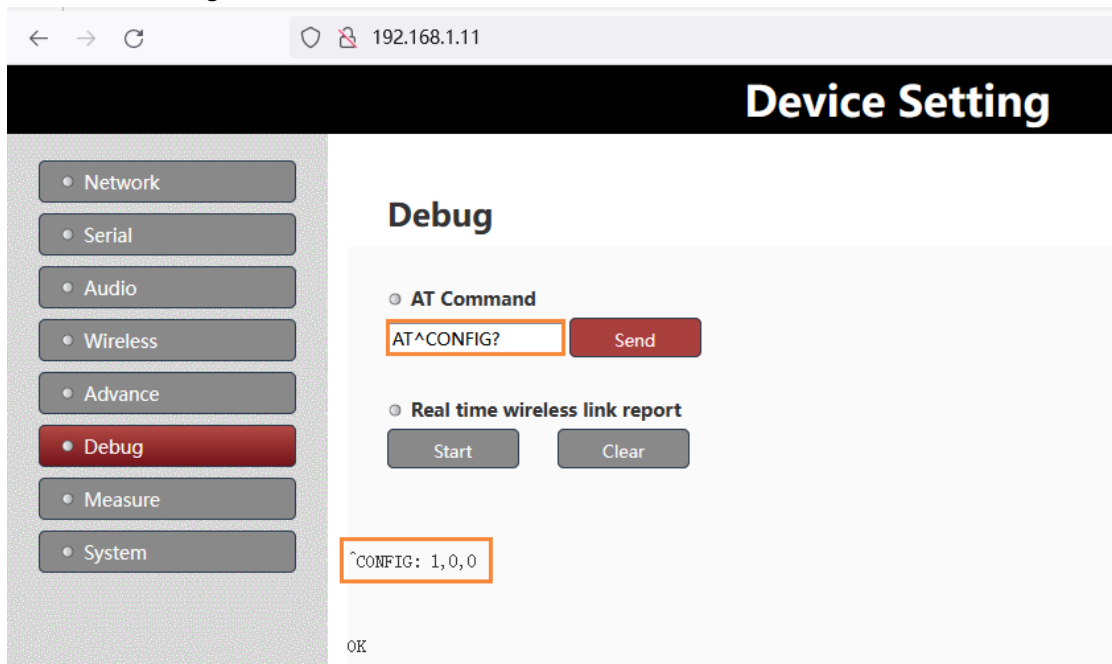 192.168.1.11
Device Setting
Network
Serial
Audio
Wireless
Advance
Debug
Measure
System
Debug
AT Command
AT^CONFIG?
Send
Real time wireless link report
Start
Clear
^CONFIG: 1,0,0
OK